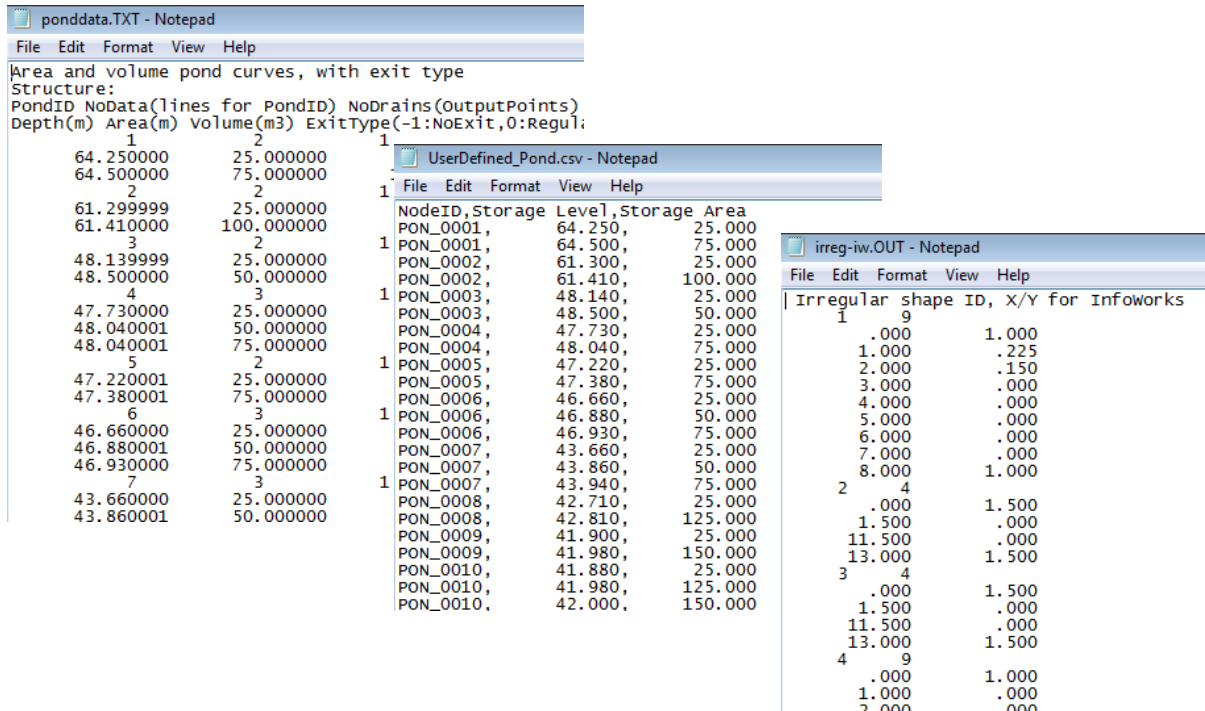 ponddata.TXT - Notepad
File Edit Format View Help
Area and volume pond curves, with exit type
Structure:
PondID NoData(lines for PondID) NoDrains(OutputPoints)
Depth(m) Area(m) Volume(m3) ExitType(-1:NoExit,0:Regula
1 2 1
64.250000 25.000000
64.500000 75.000000
2 2 1
61.299999 25.000000
61.410000 100.000000
3 2 1
48.139999 25.000000
48.500000 50.000000
4 3 1
47.730000 25.000000
48.040001 50.000000
48.040001 75.000000
5 2 1
47.220001 25.000000
47.380001 75.000000
6 3 1
46.660000 25.000000
46.880001 50.000000
46.930000 75.000000
7 3 1
43.660000 25.000000
43.860001 50.000000
UserDefined_Pond.csv - Notepad
File Edit Format View Help
NodeID,Storage Level,Storage Area
PON_0001, 64.250, 25.000
PON_0001, 64.500, 75.000
PON_0002, 61.300, 25.000
PON_0002, 61.410, 100.000
PON_0003, 48.140, 25.000
PON_0003, 48.500, 50.000
PON_0004, 47.730, 25.000
PON_0004, 48.040, 75.000
PON_0005, 47.220, 25.000
PON_0005, 47.380, 75.000
PON_0006, 46.660, 25.000
PON_0006, 46.880, 50.000
PON_0006, 46.930, 75.000
PON_0007, 43.660, 25.000
PON_0007, 43.860, 50.000
PON_0007, 43.940, 75.000
PON_0008, 42.710, 25.000
PON_0008, 42.810, 125.000
PON_0009, 41.900, 25.000
PON_0009, 41.980, 150.000
PON_0010, 41.880, 25.000
PON_0010, 41.980, 125.000
PON_0010, 42.000, 150.000
irreg-iw.OUT - Notepad
File Edit Format View Help
Irregular shape ID, X/Y for InfoWorks
1 9
.000 1.000
1.000 .225
2.000 .150
3.000 .000
4.000 .000
5.000 .000
6.000 .000
7.000 .000
8.000 1.000
2 4
.000 1.500
1.500 .000
11.500 .000
13.000 1.500
3 4
.000 1.500
1.500 .000
11.500 .000
13.000 1.500
4 9
.000 1.000
1.000 .000
2.000 .000